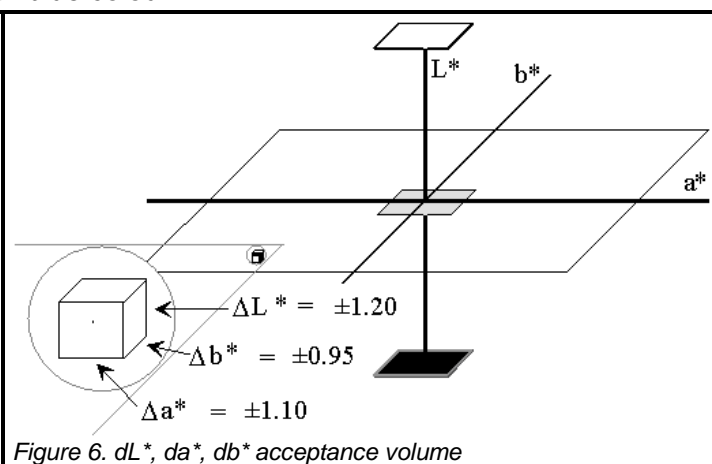 L*
b*
a*
ΔL * = ±1.20
Δb* = ±0.95
Δa* = ±1.10
Figure 6. dL*, da*, db* acceptance volume